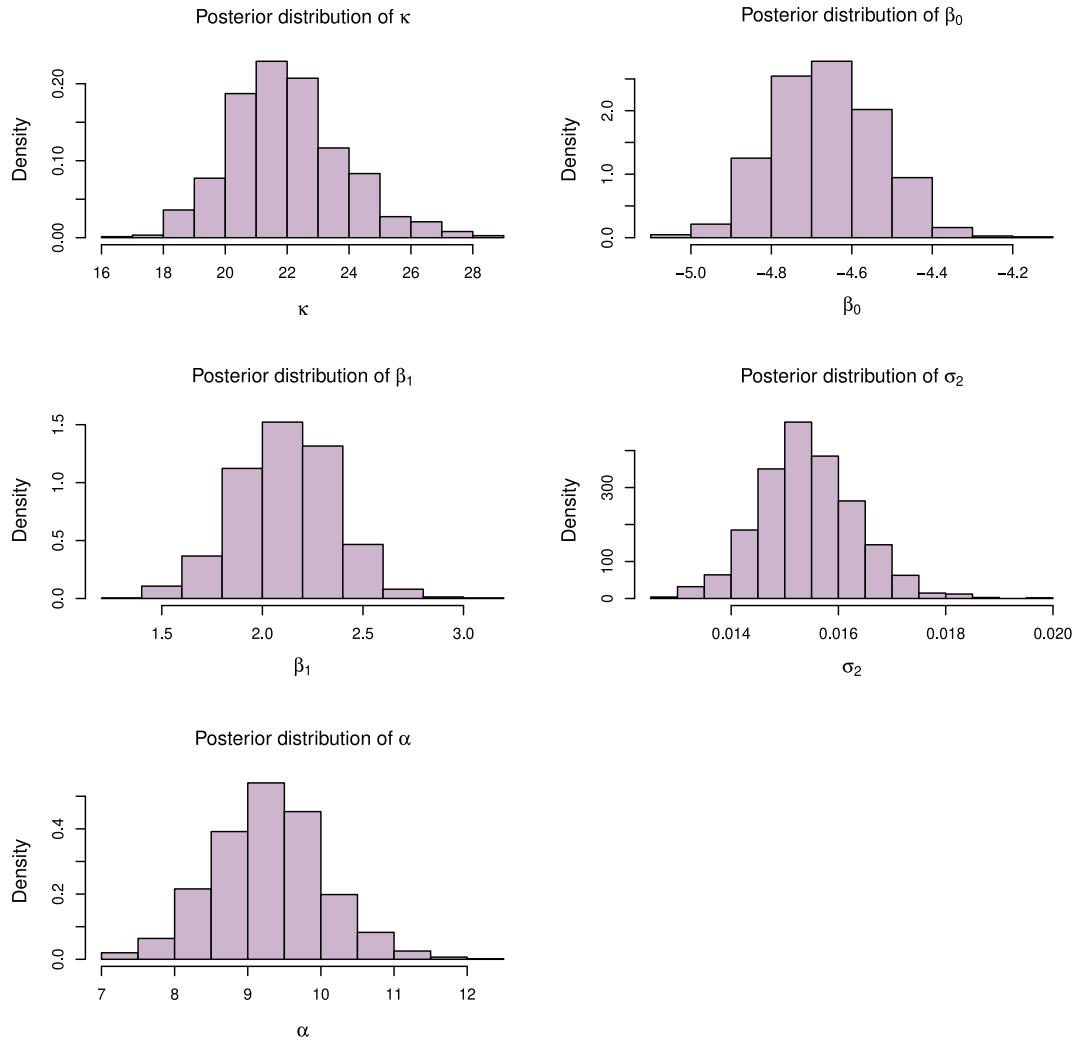 Posterior distribution of κ
Density
0.00 0.10 0.20
16 18 20 22 24 26 28
κ
Posterior distribution of β₀
Density
0.0 1.0 2.0
−5.0 −4.8 −4.6 −4.4 −4.2
β₀
Posterior distribution of β₁
Density
0.0 0.5 1.0 1.5
1.5 2.0 2.5 3.0
β₁
Posterior distribution of σ₂
Density
0 100 300
0.014 0.016 0.018 0.020
σ₂
Posterior distribution of α
Density
0.0 0.2 0.4
7 8 9 10 11 12
α